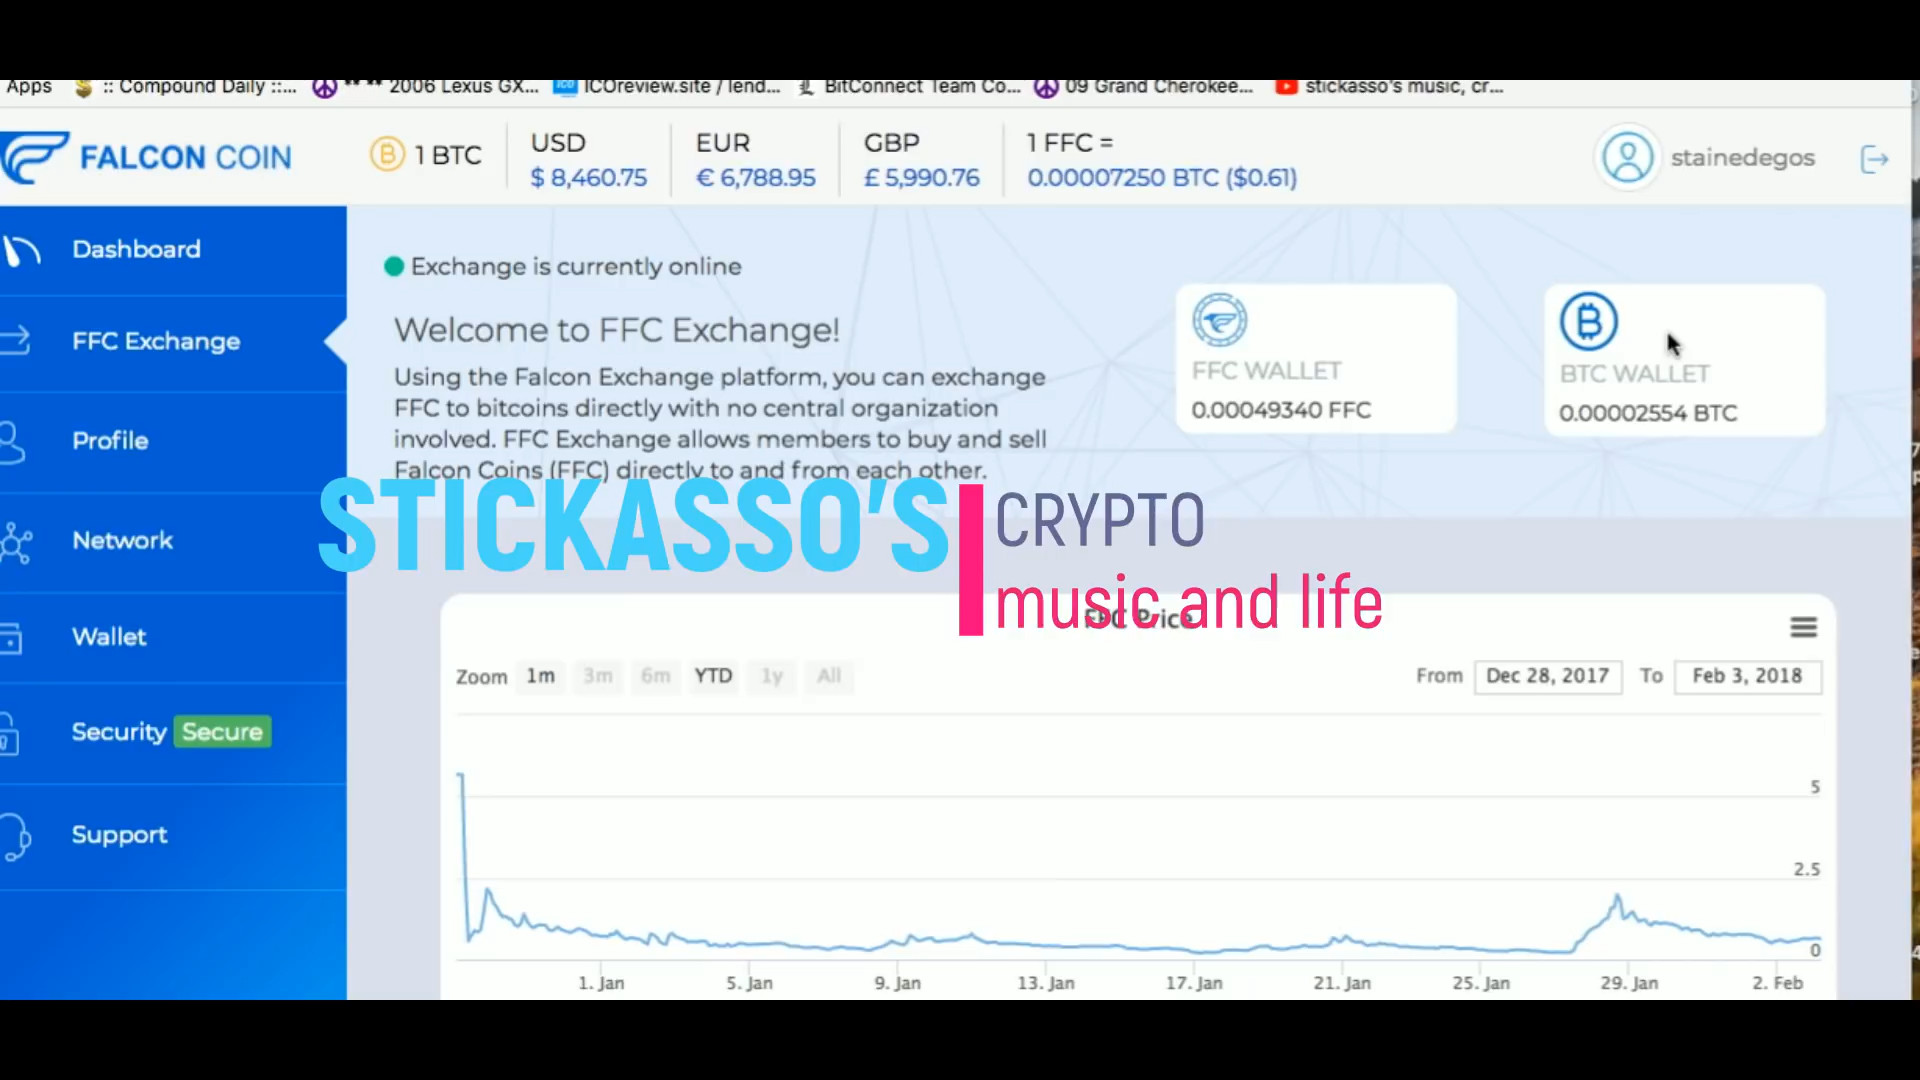 Apps :: Compound Daily ::... 2006 Lexus GX... ICOreview.site / lend... BitConnect Team Co... 09 Grand Cherokee... stickasso's music, cr...
FALCON COIN
1 BTC
USD
$ 8,460.75
EUR
€ 6,788.95
GBP
£ 5,990.76
1 FFC =
0.00007250 BTC ($0.61)
stainedegos
Dashboard
FFC Exchange
Profile
Network
Wallet
Security Secure
Support
Exchange is currently online
Welcome to FFC Exchange!
Using the Falcon Exchange platform, you can exchange
FFC to bitcoins directly with no central organization
involved. FFC Exchange allows members to buy and sell
Falcon Coins (FFC) directly to and from each other.
FFC WALLET
0.00049340 FFC
BTC WALLET
0.00002554 BTC
STICKASSO'S
CRYPTO
music and life
FFC Price
Zoom 1m 3m 6m YTD 1y All
From Dec 28, 2017 To Feb 3, 2018
5
2.5
0
1. Jan 5. Jan 9. Jan 13. Jan 17. Jan 21. Jan 25. Jan 29. Jan 2. Feb